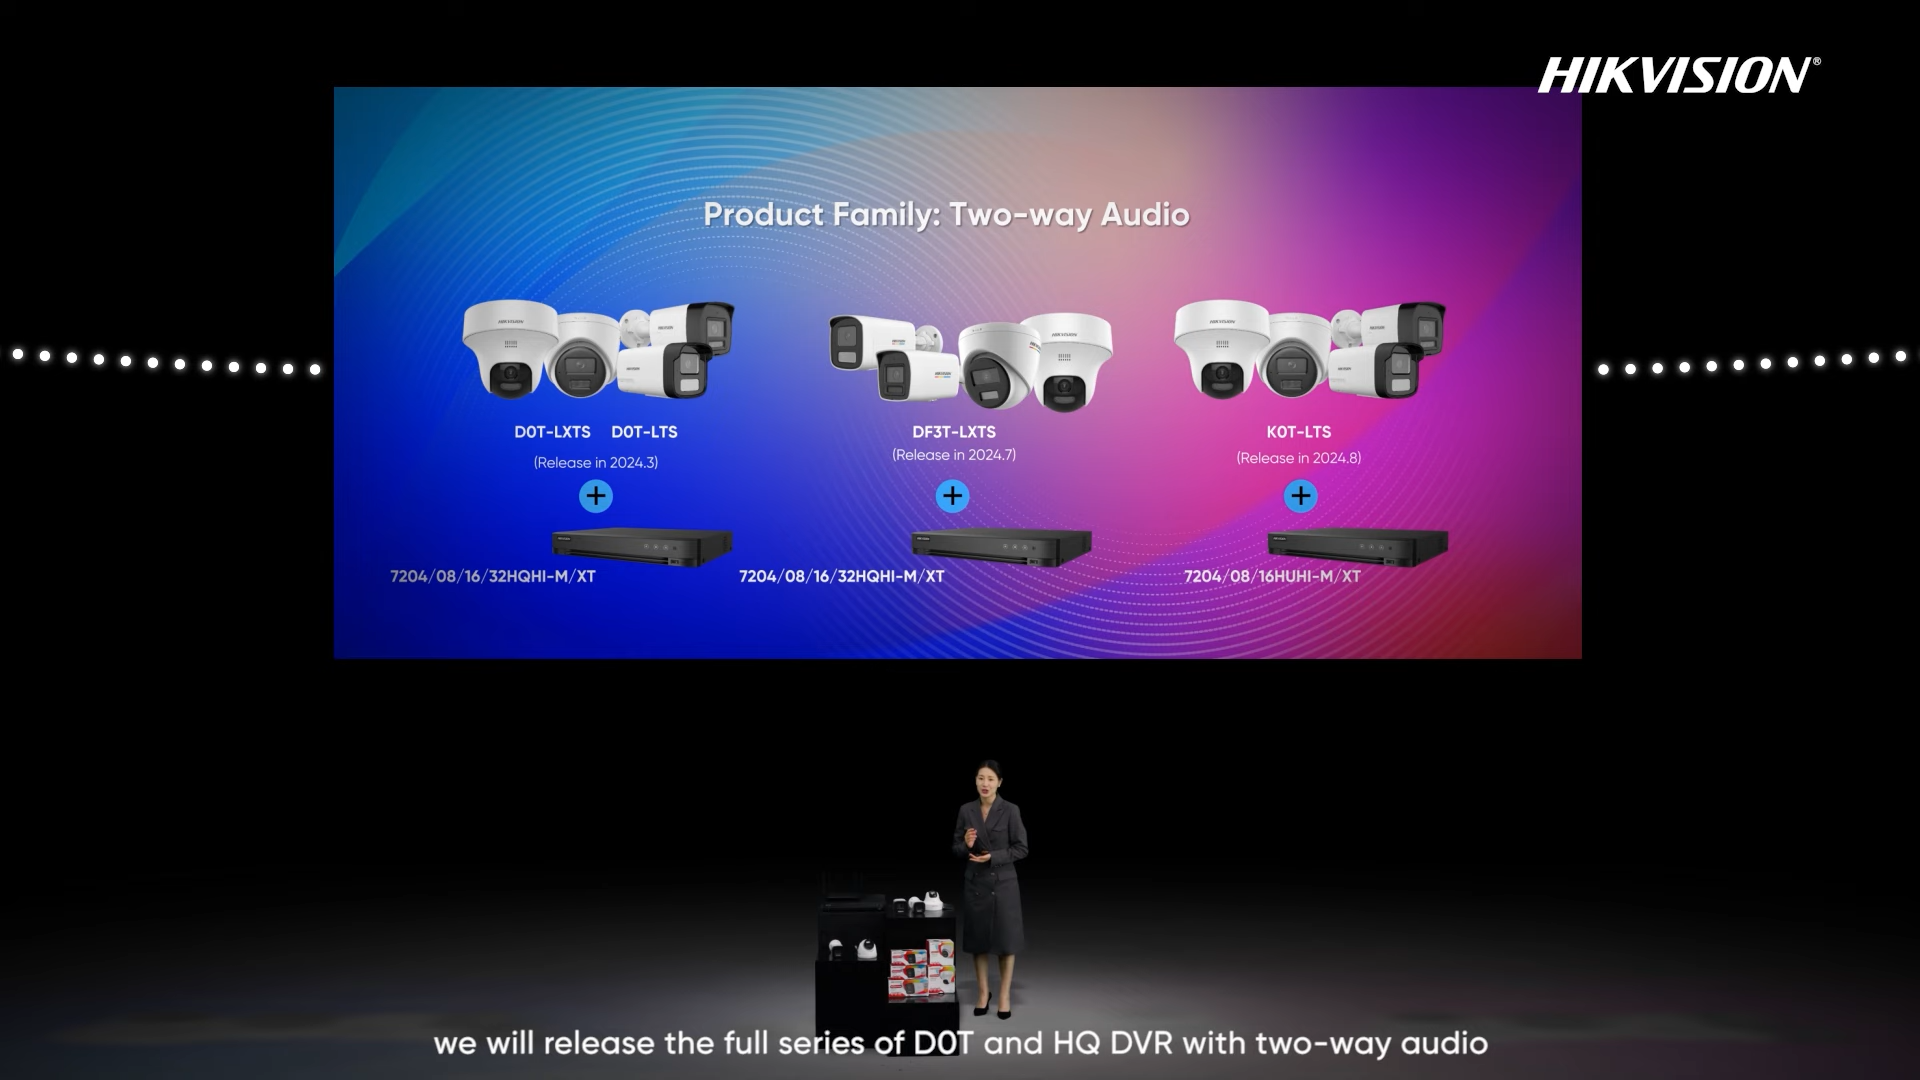 HIKVISION®
Product Family: Two-way Audio
D0T-LXTS D0T-LTS
(Release in 2024.3)
+
7204/08/16/32HQHI-M/XT
DF3T-LXTS
(Release in 2024.7)
+
7204/08/16/32HQHI-M/XT
K0T-LTS
(Release in 2024.8)
+
7204/08/16HUHI-M/XT
we will release the full series of D0T and HQ DVR with two-way audio